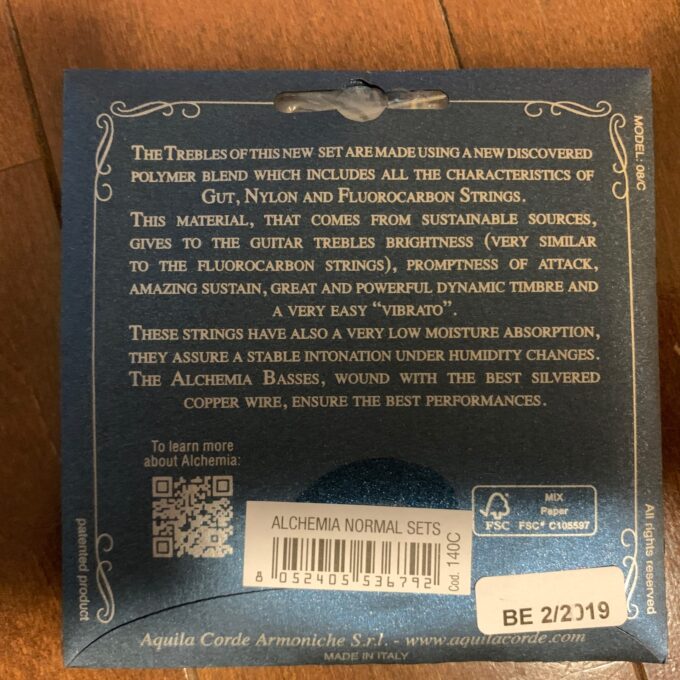 THE TREBLES OF THIS NEW SET ARE MADE USING A NEW DISCOVERED
POLYMER BLEND WHICH INCLUDES ALL THE CHARACTERISTICS OF
GUT, NYLON AND FLUOROCARBON STRINGS.
THIS MATERIAL, THAT COMES FROM SUSTAINABLE SOURCES,
GIVES TO THE GUITAR TREBLES BRIGHTNESS (VERY SIMILAR
TO THE FLUOROCARBON STRINGS), PROMPTNESS OF ATTACK,
AMAZING SUSTAIN, GREAT AND POWERFUL DYNAMIC TIMBRE AND
A VERY EASY “VIBRATO”.
THESE STRINGS HAVE ALSO A VERY LOW MOISTURE ABSORPTION,
THEY ASSURE A STABLE INTONATION UNDER HUMIDITY CHANGES.
THE ALCHEMIA BASSES, WOUND WITH THE BEST SILVERED
COPPER WIRE, ENSURE THE BEST PERFORMANCES.
MODEL: 08/C
To learn more
about Alchemia:
FSC
MIX
Paper
FSC® C105597
ALCHEMIA NORMAL SETS
8 052405 536792
Cod. 140C
patented product
All rights reserved
BE 2/2019
Aquila Corde Armoniche S.r.l. - www.aquilacorde.com
MADE IN ITALY